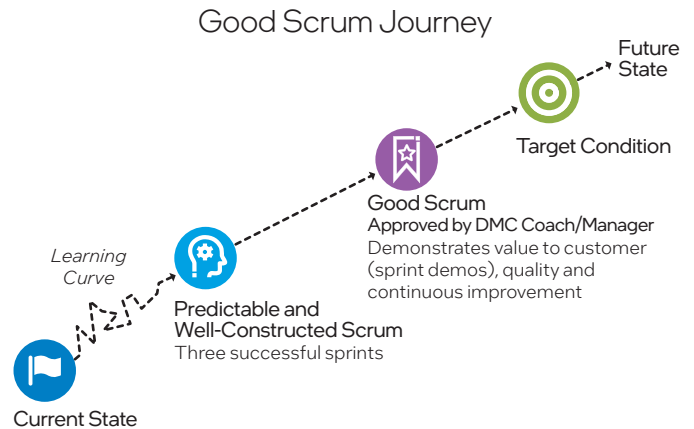 Good Scrum Journey
Future
State
Target Condition
Good Scrum
Approved by DMC Coach/Manager
Demonstrates value to customer
(sprint demos), quality and
continuous improvement
Learning
Curve
Predictable and
Well-Constructed Scrum
Three successful sprints
Current State